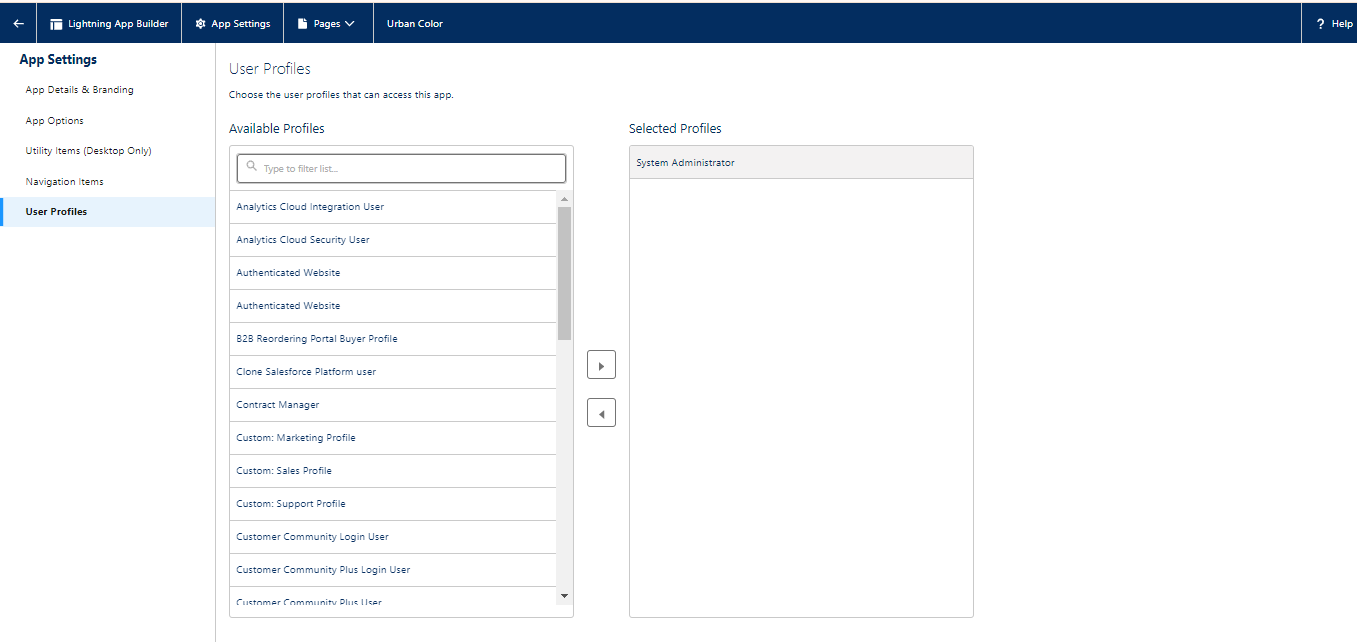 Lightning App Builder App Settings Pages Urban Color ? Help
App Settings
App Details & Branding
App Options
Utility Items (Desktop Only)
Navigation Items
User Profiles
User Profiles
Choose the user profiles that can access this app.
Available Profiles
Type to filter list...
Analytics Cloud Integration User
Analytics Cloud Security User
Authenticated Website
Authenticated Website
B2B Reordering Portal Buyer Profile
Clone Salesforce Platform user
Contract Manager
Custom: Marketing Profile
Custom: Sales Profile
Custom: Support Profile
Customer Community Login User
Customer Community Plus Login User
Customer Community Plus User
Selected Profiles
System Administrator